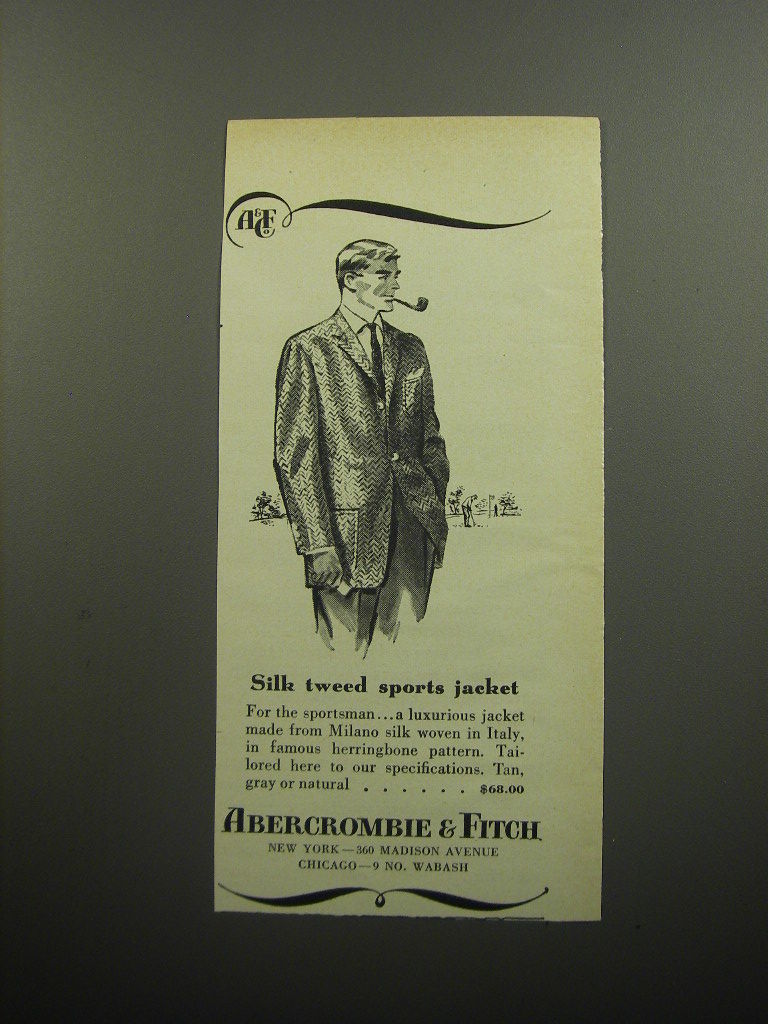 A&F Co
Silk tweed sports jacket
For the sportsman...a luxurious jacket
made from Milano silk woven in Italy,
in famous herringbone pattern. Tai-
lored here to our specifications. Tan,
gray or natural . . . . . . $68.00
ABERCROMBIE & FITCH
NEW YORK—360 MADISON AVENUE
CHICAGO—9 NO. WABASH